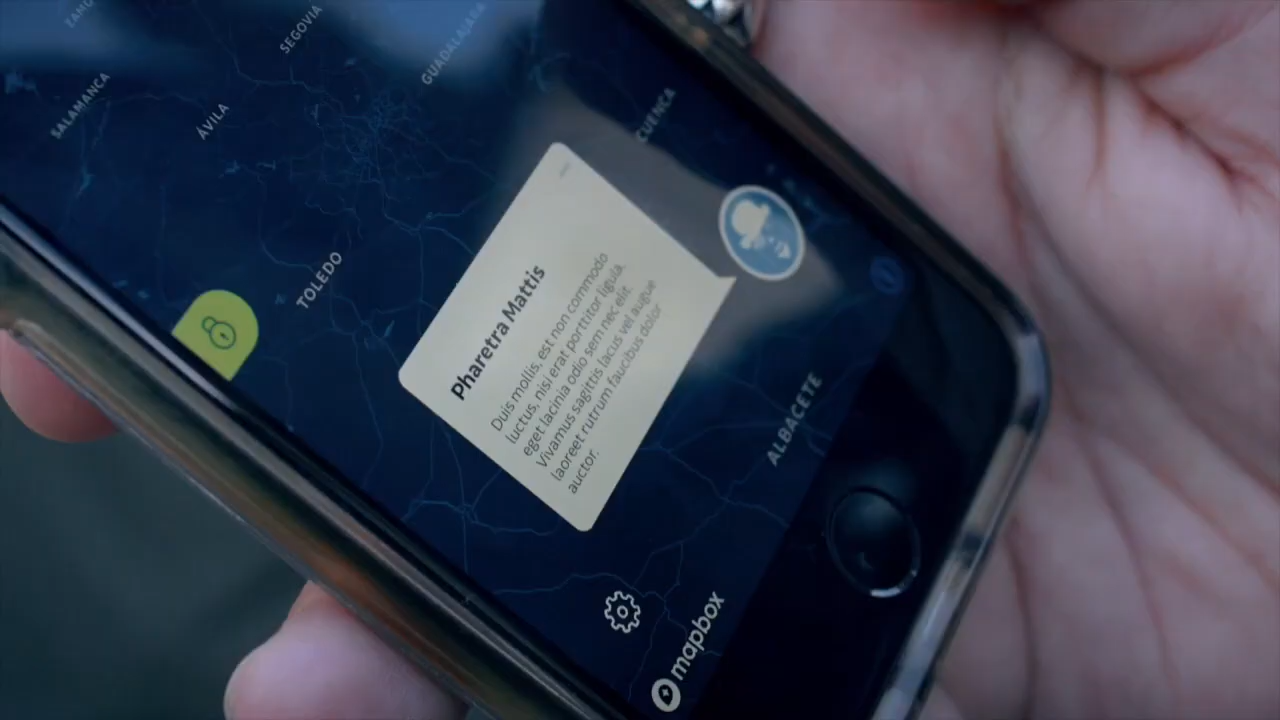 SEGOVIA
GUADALAJARA
SALAMANCA
ÁVILA
CUENCA
TOLEDO
Pharetra Mattis
Duis mollis, est non commodo
luctus, nisi erat porttitor ligula,
eget lacinia odio sem nec elit.
Vivamus sagittis lacus vel augue
laoreet rutrum faucibus dolor
auctor.
ALBACETE
mapbox